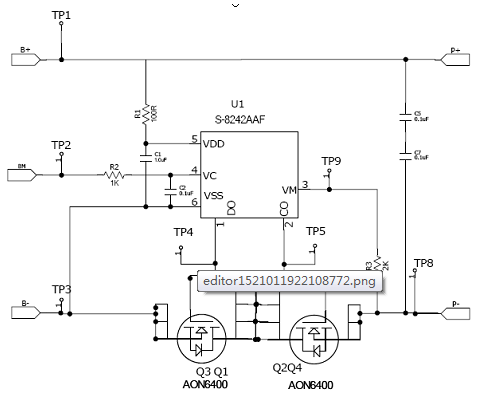 TP1
B+
P+
U1
S-8242AAF
R1
100R
C5
0.1uF
TP2
5
VDD
C1
1.0uF
C7
0.1uF
TP9
BM
R2
1K
4
VC
C2
0.1uF
VSS
6
VM
3
DO
CO
1
2
TP4
TP5
R3
2K
TP8
TP3
B-
P-
editor1521011922108772.png
Q3 Q1
AON6400
Q2Q4
AON6400